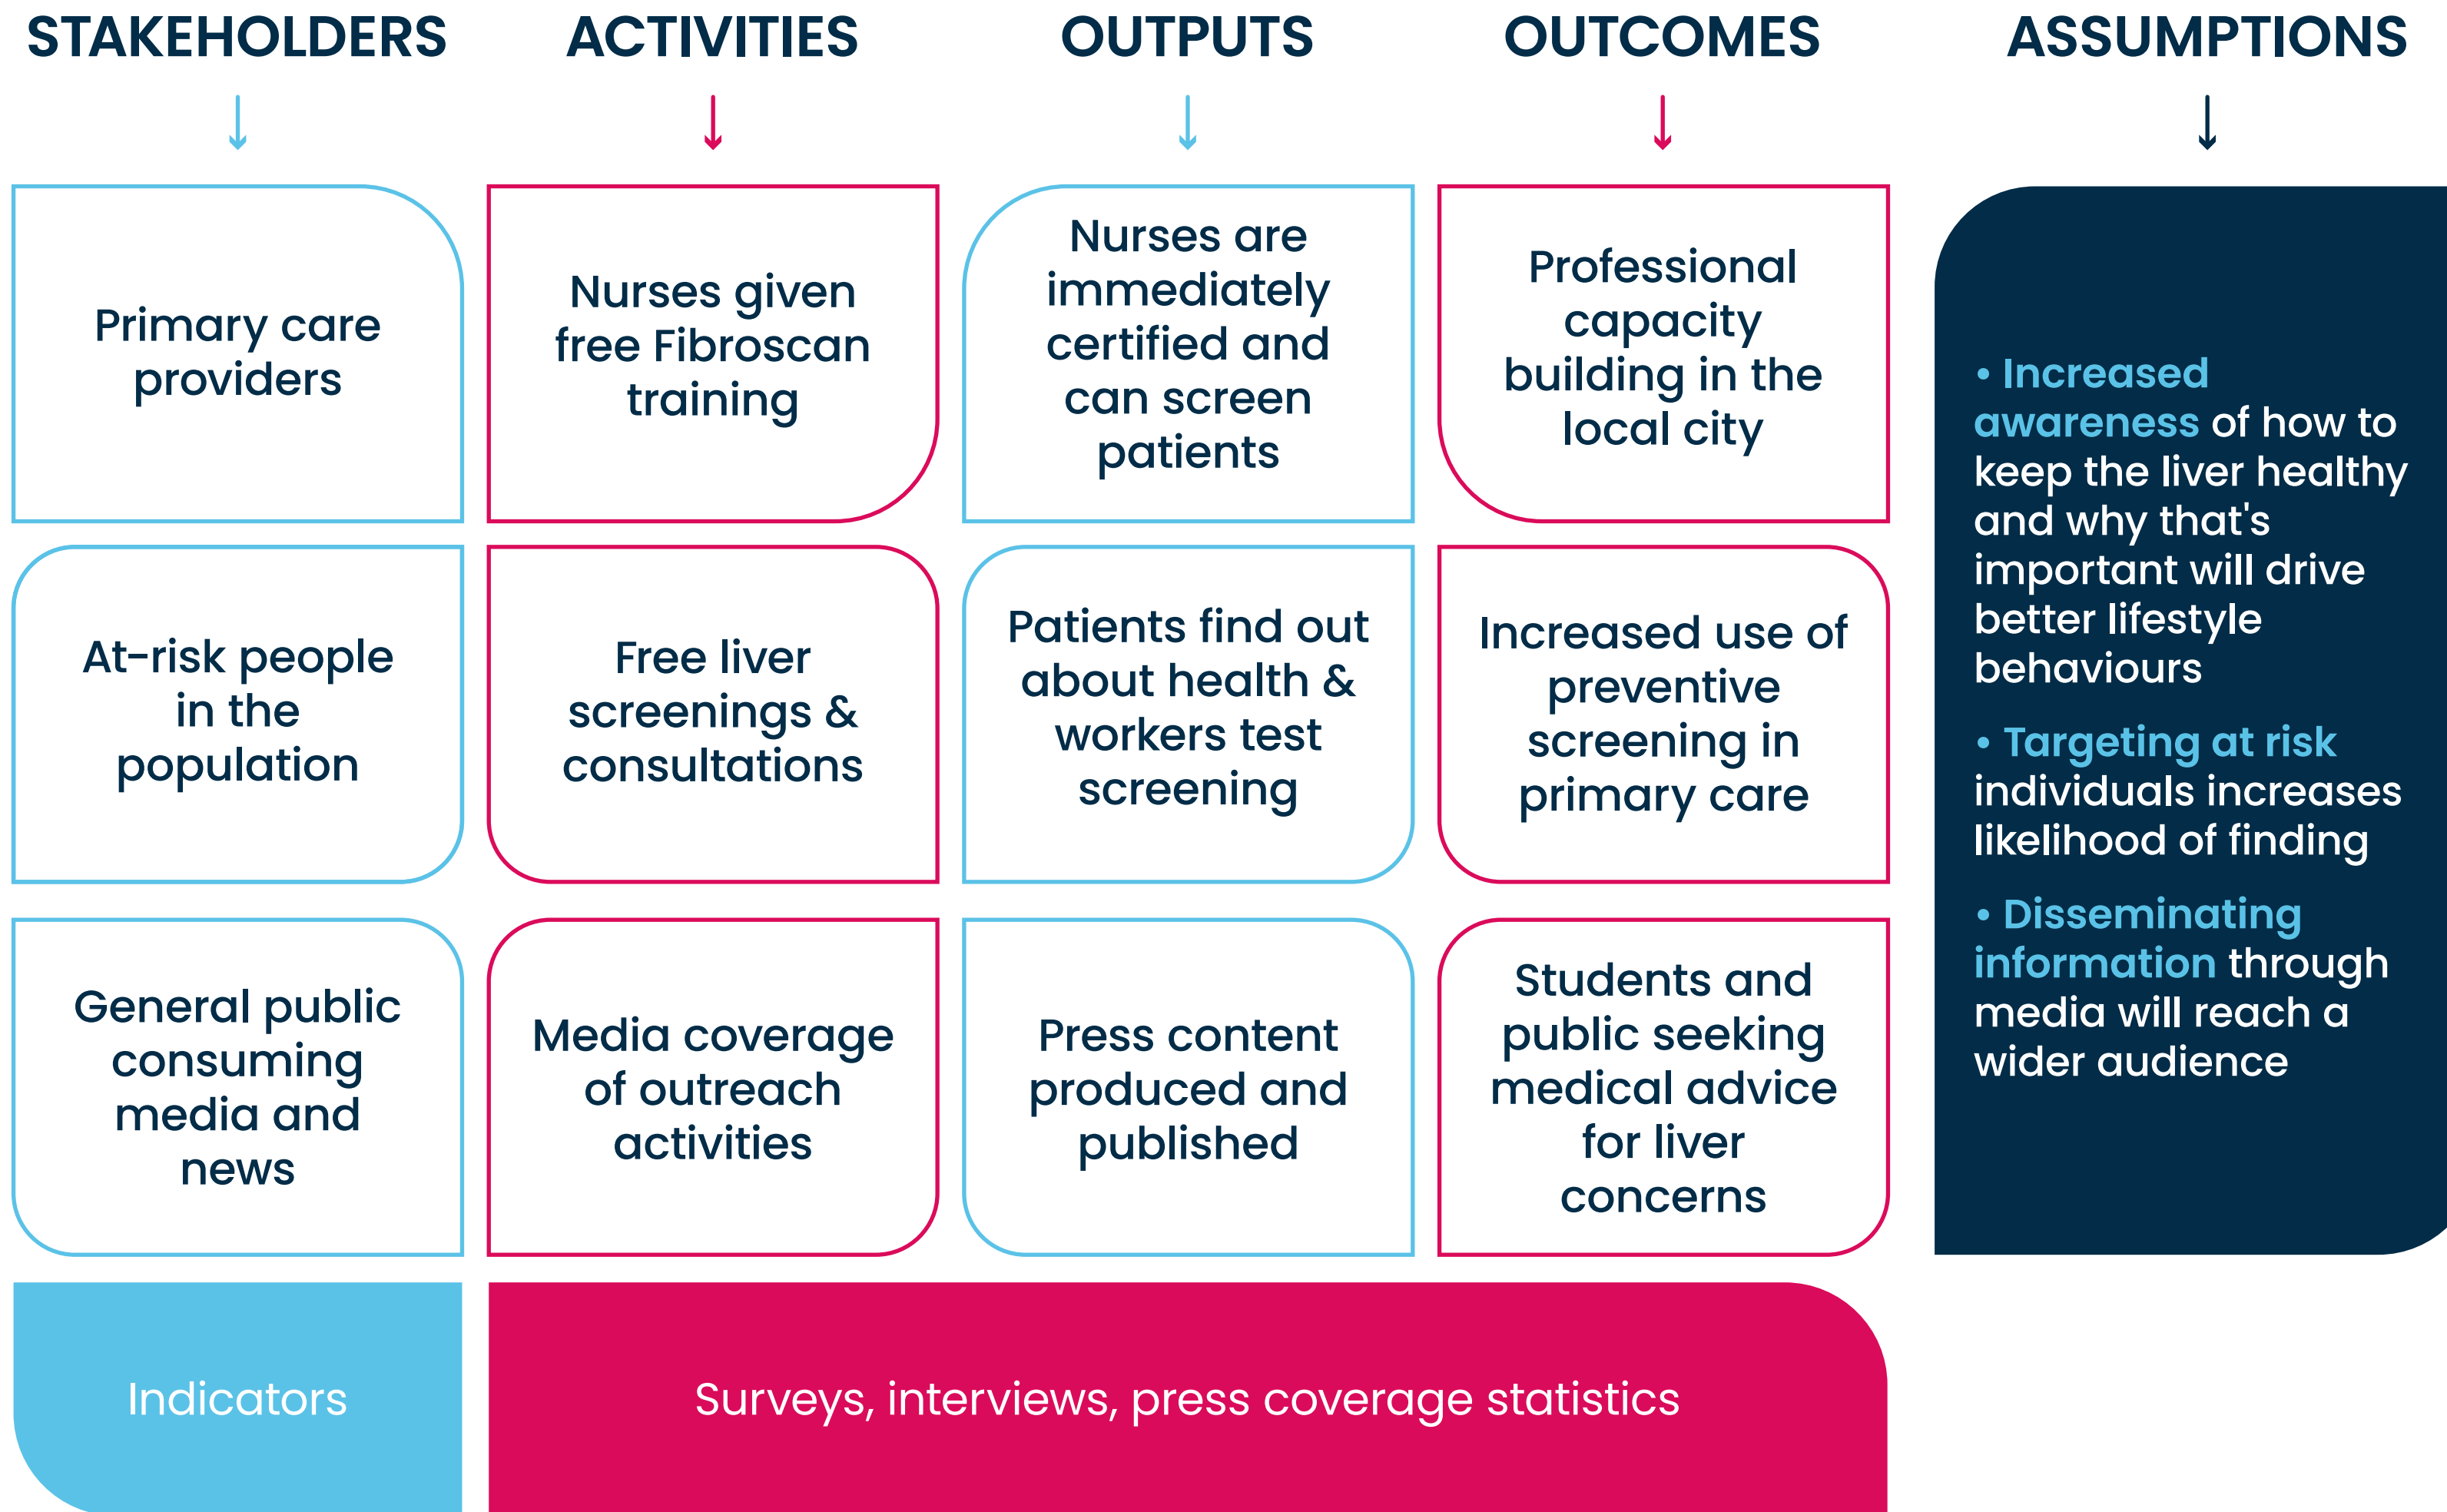 STAKEHOLDERS
ACTIVITIES
OUTPUTS
OUTCOMES
ASSUMPTIONS
Primary care
providers
Nurses given
free Fibroscan
training
Nurses are
immediately
certified and
can screen
patients
Professional
capacity
building in the
local city
At-risk people
in the
population
Free liver
screenings &
consultations
Patients find out
about health &
workers test
screening
Increased use of
preventive
screening in
primary care
General public
consuming
media and
news
Media coverage
of outreach
activities
Press content
produced and
published
Students and
public seeking
medical advice
for liver
concerns
• Increased
awareness of how to
keep the liver healthy
and why that's
important will drive
better lifestyle
behaviours
• Targeting at risk
individuals increases
likelihood of finding
• Disseminating
information through
media will reach a
wider audience
Indicators
Surveys, interviews, press coverage statistics